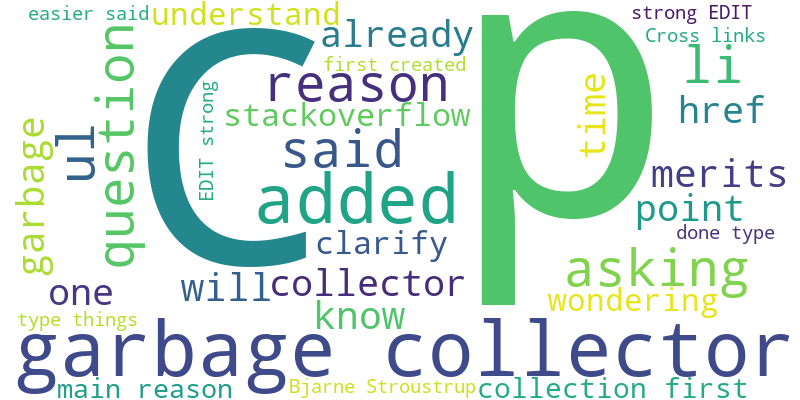 easier said
understand
strong EDIT
Cross links
already
C
p
question
first created
li
reason
time
href
EDIT strong
stackoverflow
garbage
ul
said
merits
added
point
done type
clarify
asking
one
will
collector
wondering
know
type things
garbage collector
main reason
Bjarne Stroustrup
collection first